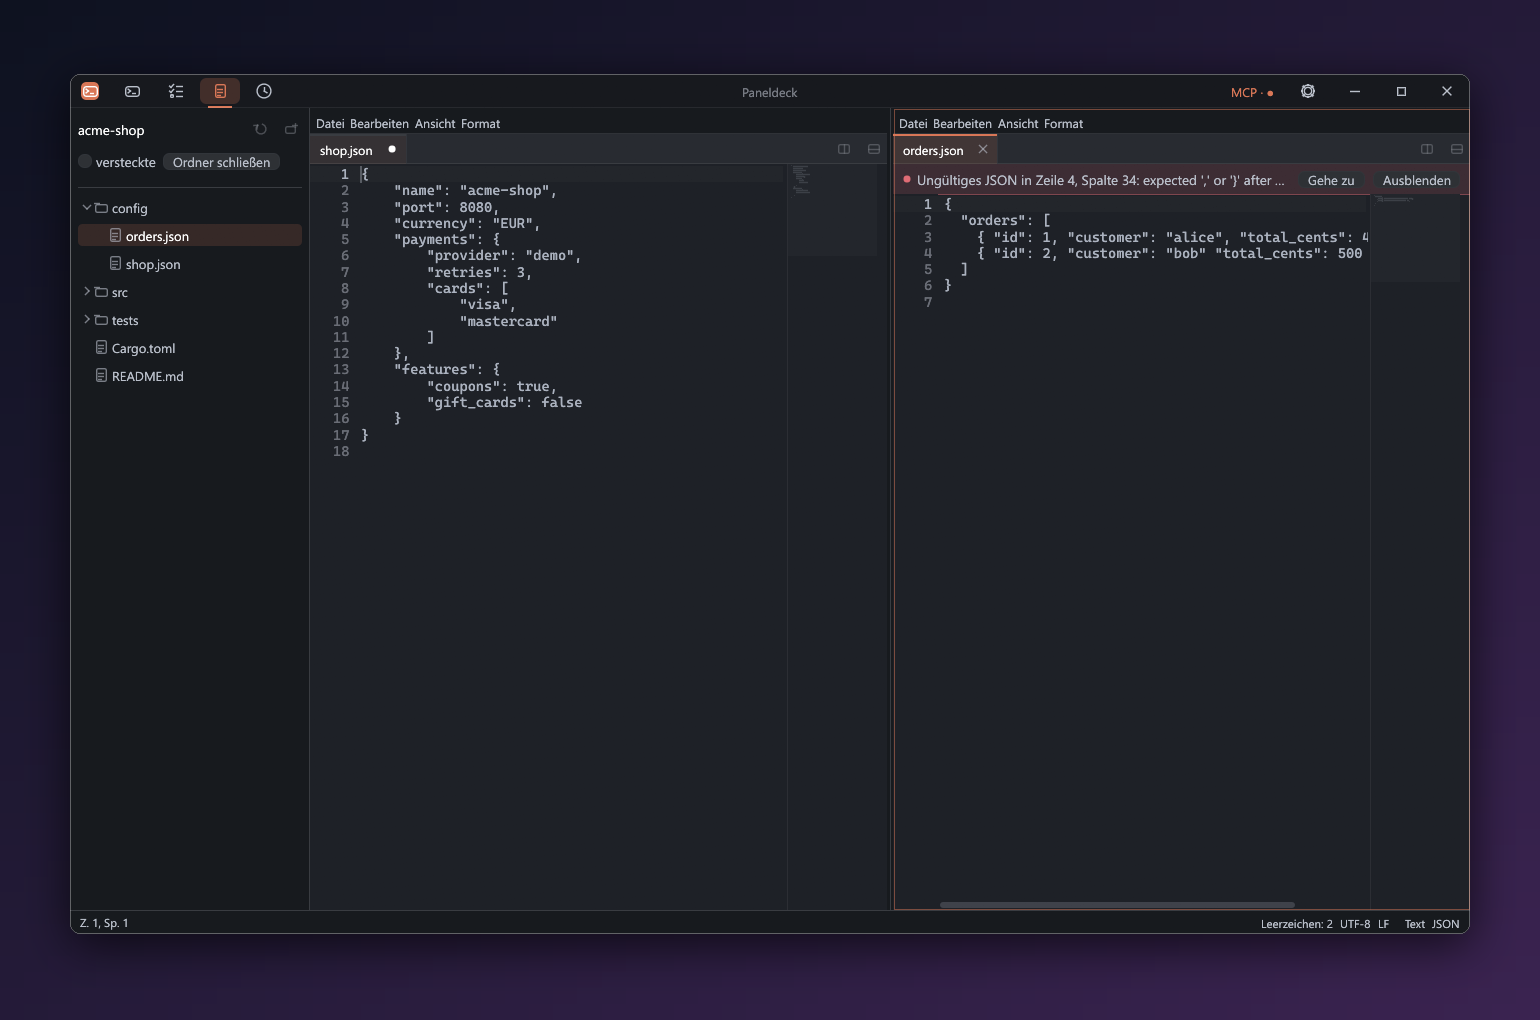 Paneldeck
MCP ·
acme-shop
versteckte Ordner schließen
config
orders.json
shop.json
src
tests
Cargo.toml
README.md
Datei Bearbeiten Ansicht Format
shop.json
1 {
2 "name": "acme-shop",
3 "port": 8080,
4 "currency": "EUR",
5 "payments": {
6 "provider": "demo",
7 "retries": 3,
8 "cards": [
9 "visa",
10 "mastercard"
11 ]
12 },
13 "features": {
14 "coupons": true,
15 "gift_cards": false
16 }
17 }
18
Datei Bearbeiten Ansicht Format
orders.json
Ungültiges JSON in Zeile 4, Spalte 34: expected ',' or '}' after ... Gehe zu Ausblenden
1 {
2 "orders": [
3 { "id": 1, "customer": "alice", "total_cents": 4
4 { "id": 2, "customer": "bob" "total_cents": 500
5 ]
6 }
7
Z. 1, Sp. 1
Leerzeichen: 2 UTF-8 LF Text JSON